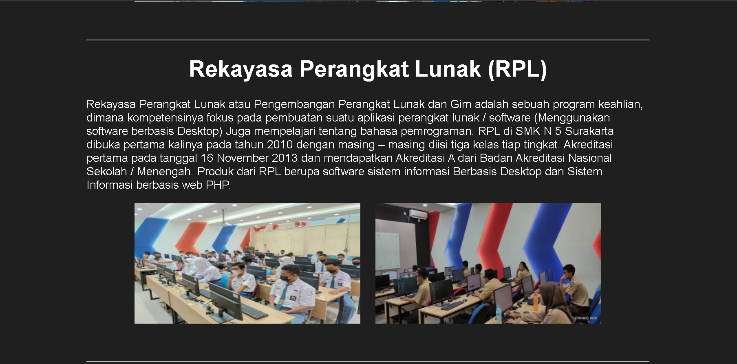 Rekayasa Perangkat Lunak (RPL)
Rekayasa Perangkat Lunak atau Pengembangan Perangkat Lunak dan Gim adalah sebuah program keahlian,
dimana kompetensinya fokus pada pembuatan suatu aplikasi perangkat lunak / software (Menggunakan
software berbasis Desktop) Juga mempelajari tentang bahasa pemrograman. RPL di SMK N 5 Surakarta
dibuka pertama kalinya pada tahun 2010 dengan masing – masing diisi tiga kelas tiap tingkat. Akreditasi
pertama pada tanggal 16 November 2013 dan mendapatkan Akreditasi A dari Badan Akreditasi Nasional
Sekolah / Menengah. Produk dari RPL berupa software sistem informasi Berbasis Desktop dan Sistem
Informasi berbasis web PHP.